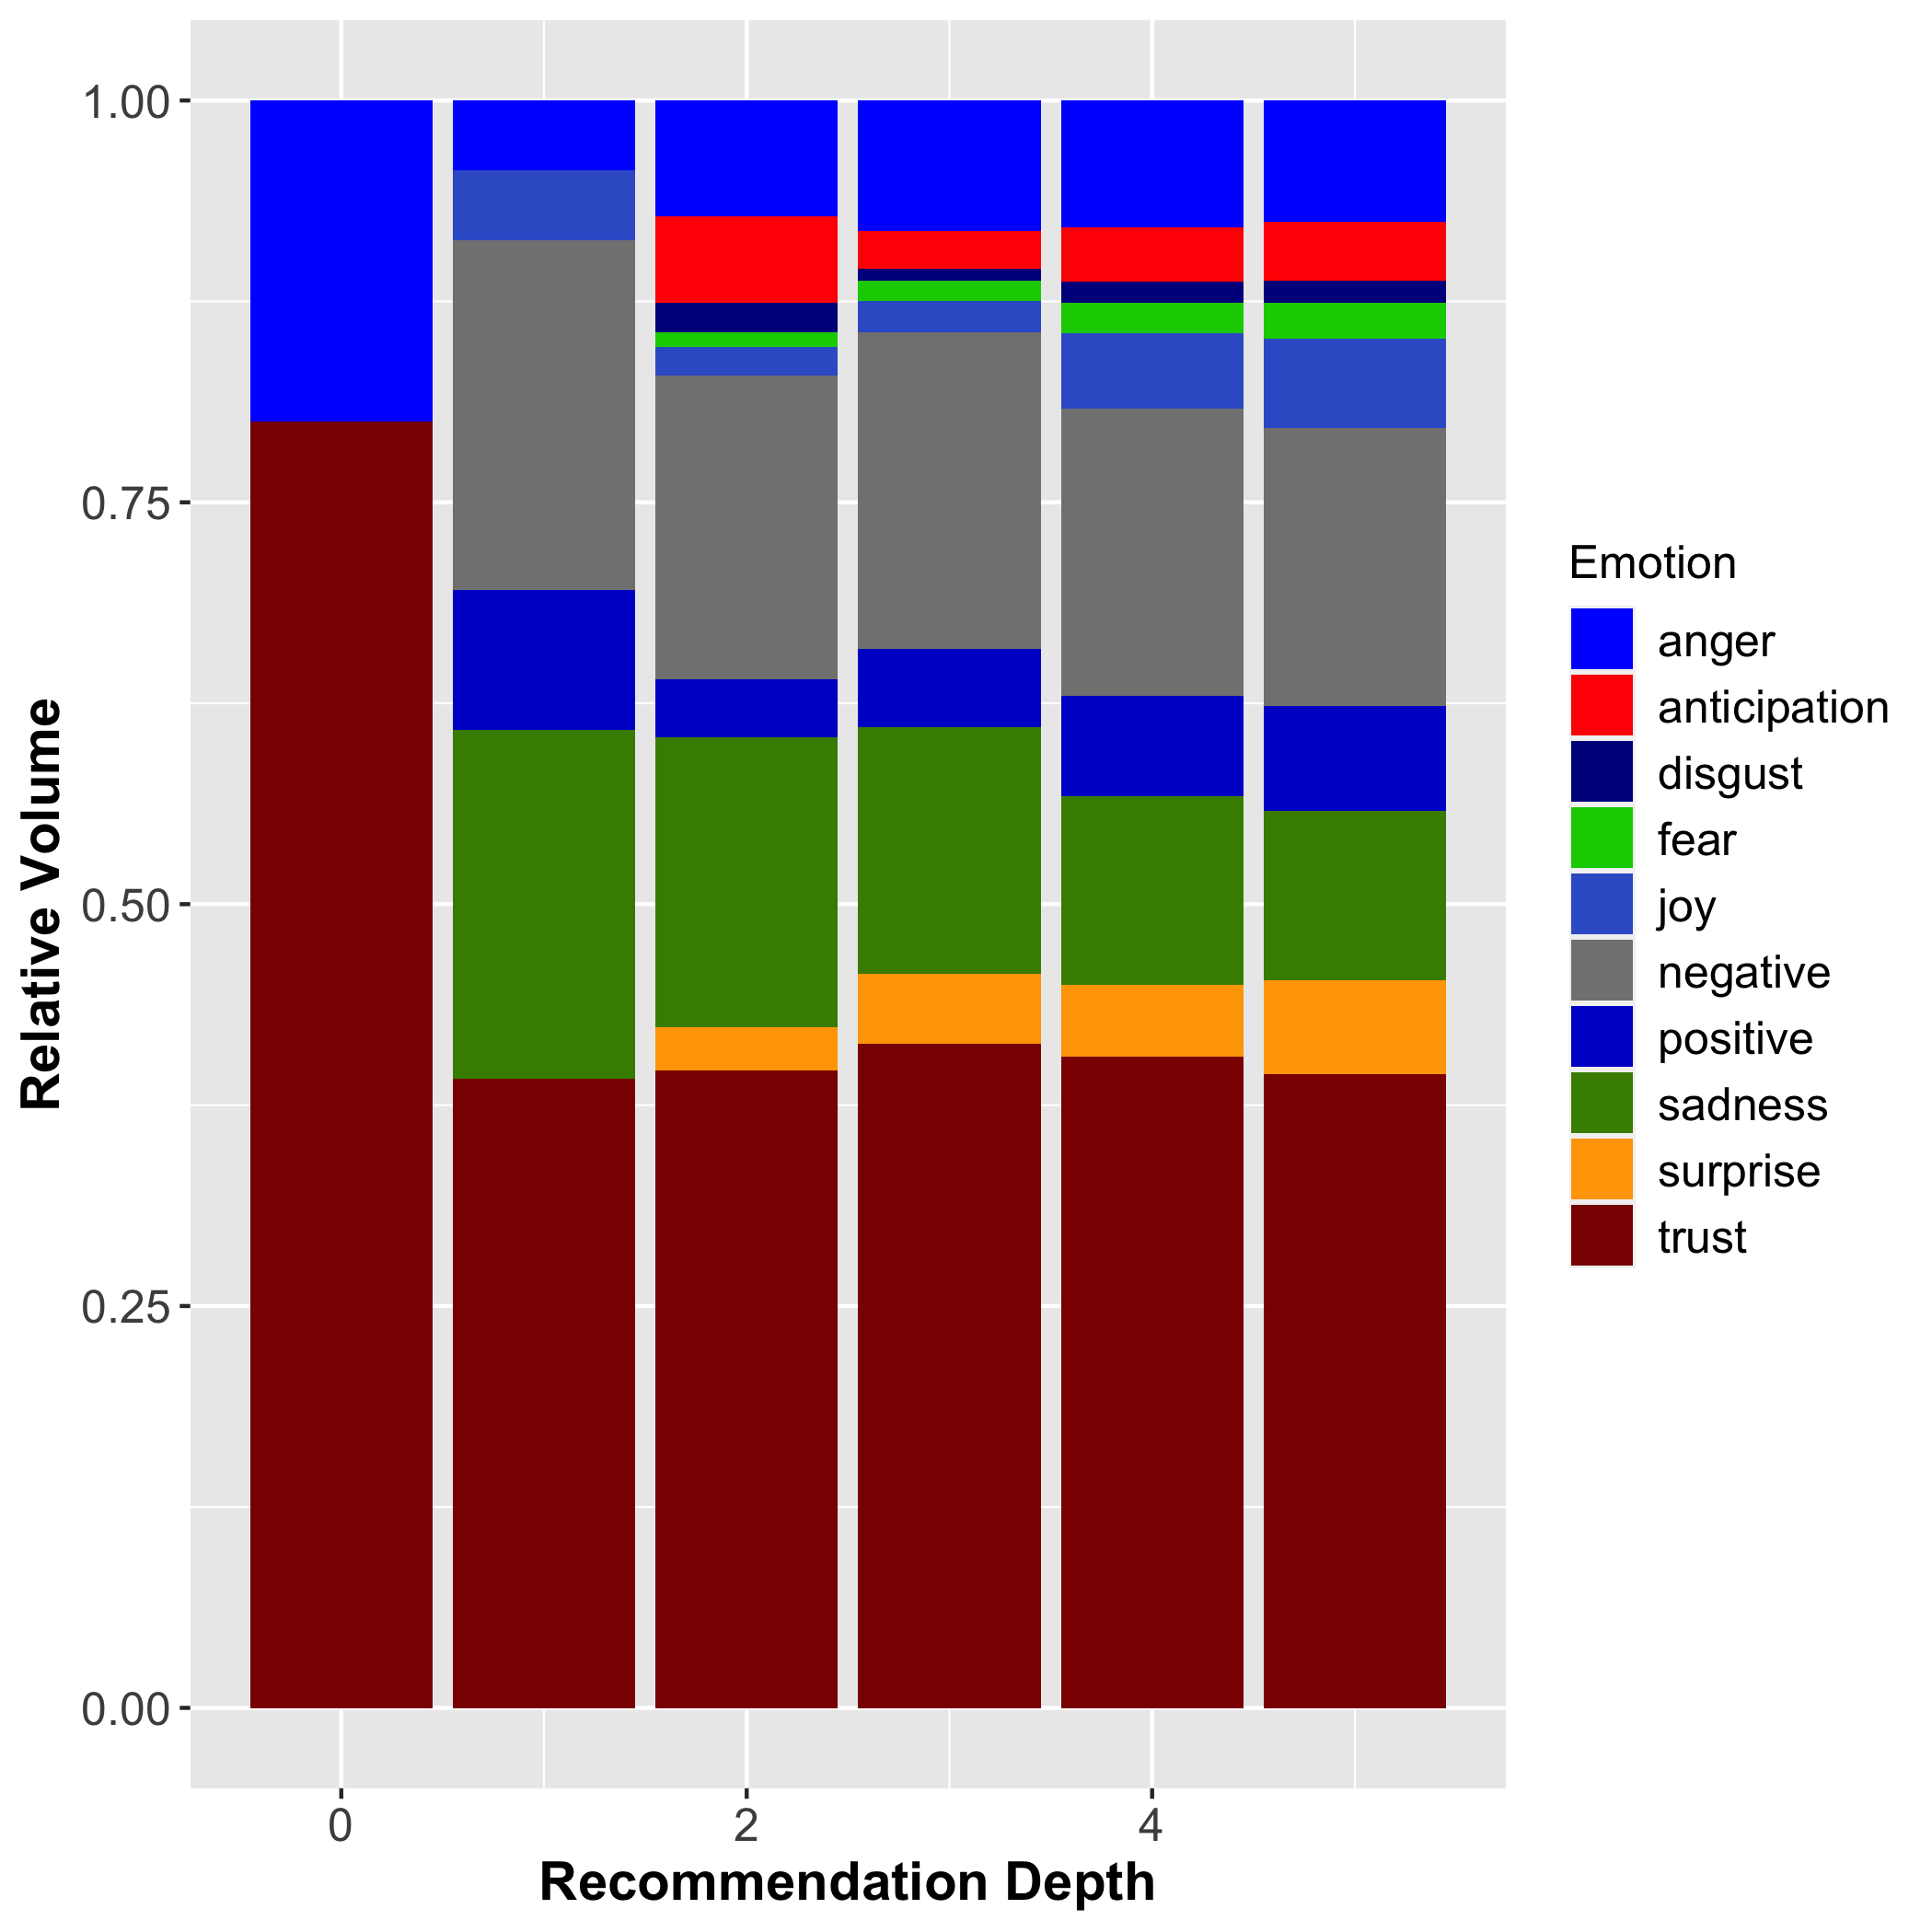 1.00
0.75
0.50
0.25
0.00
Relative Volume
0
2
4
Recommendation Depth
Emotion
anger
anticipation
disgust
fear
joy
negative
positive
sadness
surprise
trust